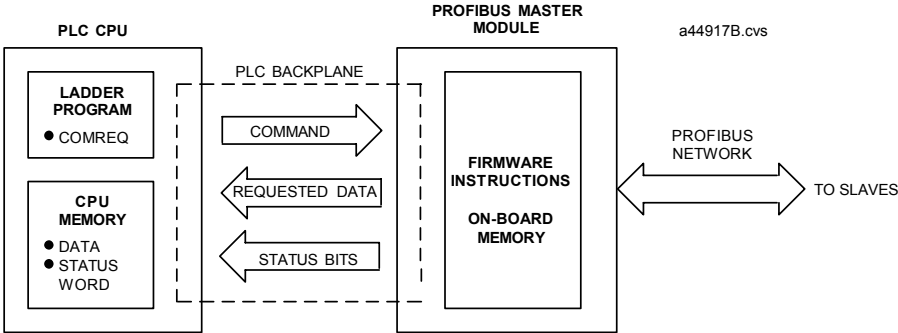 PLC CPU
PROFIBUS MASTER
MODULE
a44917B.cvs
PLC BACKPLANE
LADDER
PROGRAM
● COMREQ
CPU
MEMORY
● DATA
● STATUS
WORD
COMMAND
REQUESTED DATA
STATUS BITS
FIRMWARE
INSTRUCTIONS
ON-BOARD
MEMORY
PROFIBUS
NETWORK
TO SLAVES